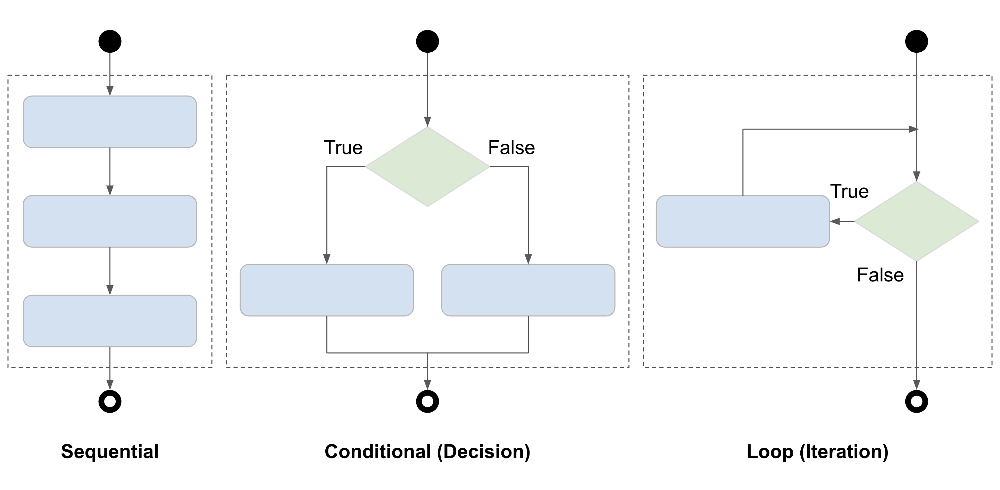 True
False
True
False
Sequential
Conditional (Decision)
Loop (Iteration)